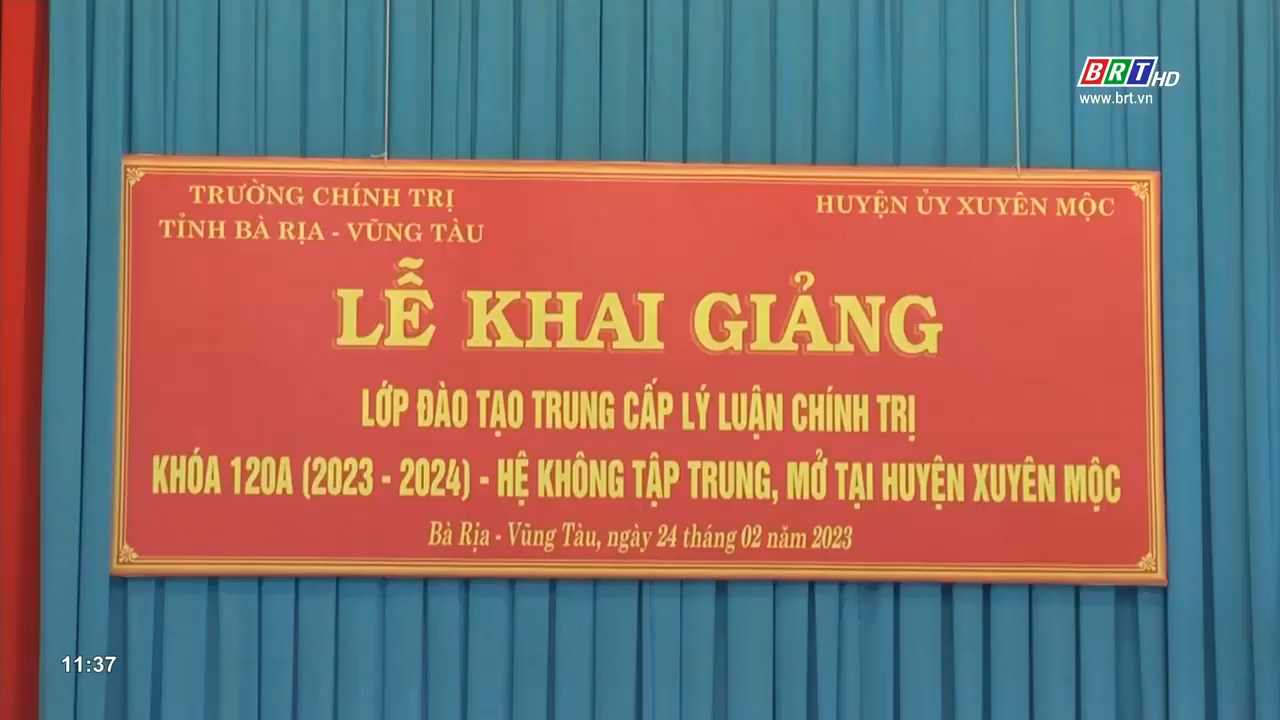 BRT HD
www.brt.vn
TRƯỜNG CHÍNH TRỊ
TỈNH BÀ RỊA - VŨNG TÀU
HUYỆN ỦY XUYÊN MỘC
LỄ KHAI GIẢNG
LỚP ĐÀO TẠO TRUNG CẤP LÝ LUẬN CHÍNH TRỊ
KHÓA 120A (2023 - 2024) - HỆ KHÔNG TẬP TRUNG, MỞ TẠI HUYỆN XUYÊN MỘC
Bà Rịa - Vũng Tàu, ngày 24 tháng 02 năm 2023
11:37